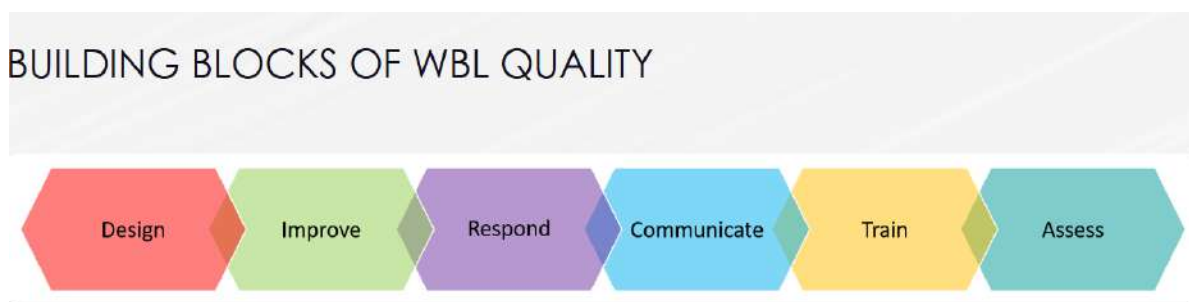 BUILDING BLOCKS OF WBL QUALITY
Design Improve Respond Communicate Train Assess